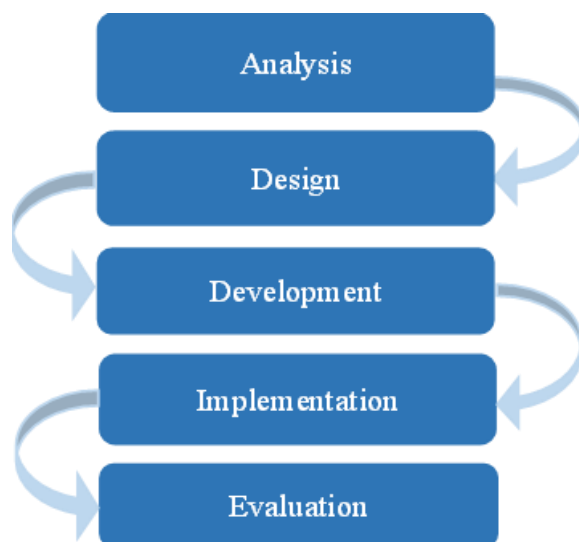 Analysis
Design
Development
Implementation
Evaluation